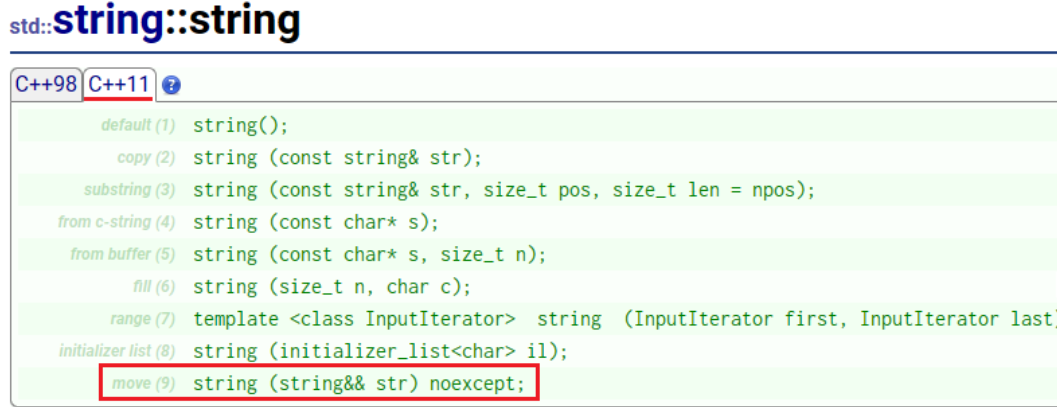 std::string::string
C++98 C++11 ?
default (1) string();
copy (2) string (const string& str);
substring (3) string (const string& str, size_t pos, size_t len = npos);
from c-string (4) string (const char* s);
from buffer (5) string (const char* s, size_t n);
fill (6) string (size_t n, char c);
range (7) template <class InputIterator> string (InputIterator first, InputIterator last)
initializer list (8) string (initializer_list<char> il);
move (9) string (string&& str) noexcept;